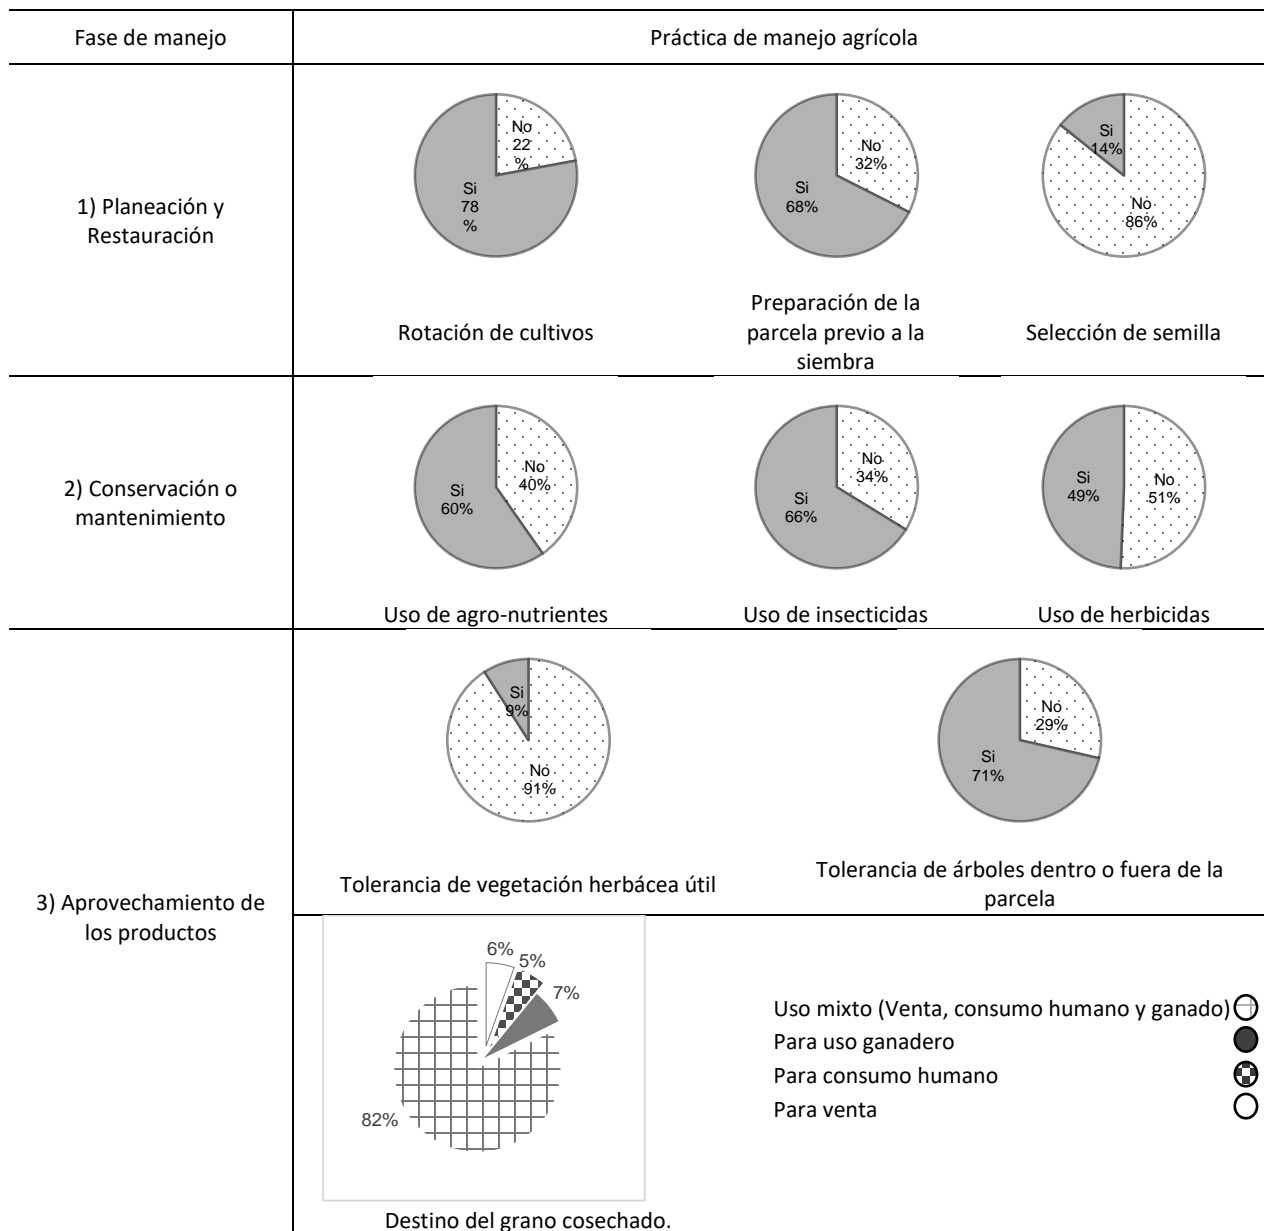 Fase de manejo
Práctica de manejo agrícola
1) Planeación y
Restauración
No
22
%
Si
78
%
Rotación de cultivos
No
32%
Si
68%
Preparación de la
parcela previo a la
siembra
Si
14%
No
86%
Selección de semilla
2) Conservación o
mantenimiento
No
40%
Si
60%
Uso de agro-nutrientes
No
34%
Si
66%
Uso de insecticidas
Si
49%
No
51%
Uso de herbicidas
3) Aprovechamiento de
los productos
Si
9%
No
91%
Tolerancia de vegetación herbácea útil
No
29%
Si
71%
Tolerancia de árboles dentro o fuera de la
parcela
6%
5%
7%
82%
Destino del grano cosechado.
Uso mixto (Venta, consumo humano y ganado)
Para uso ganadero
Para consumo humano
Para venta